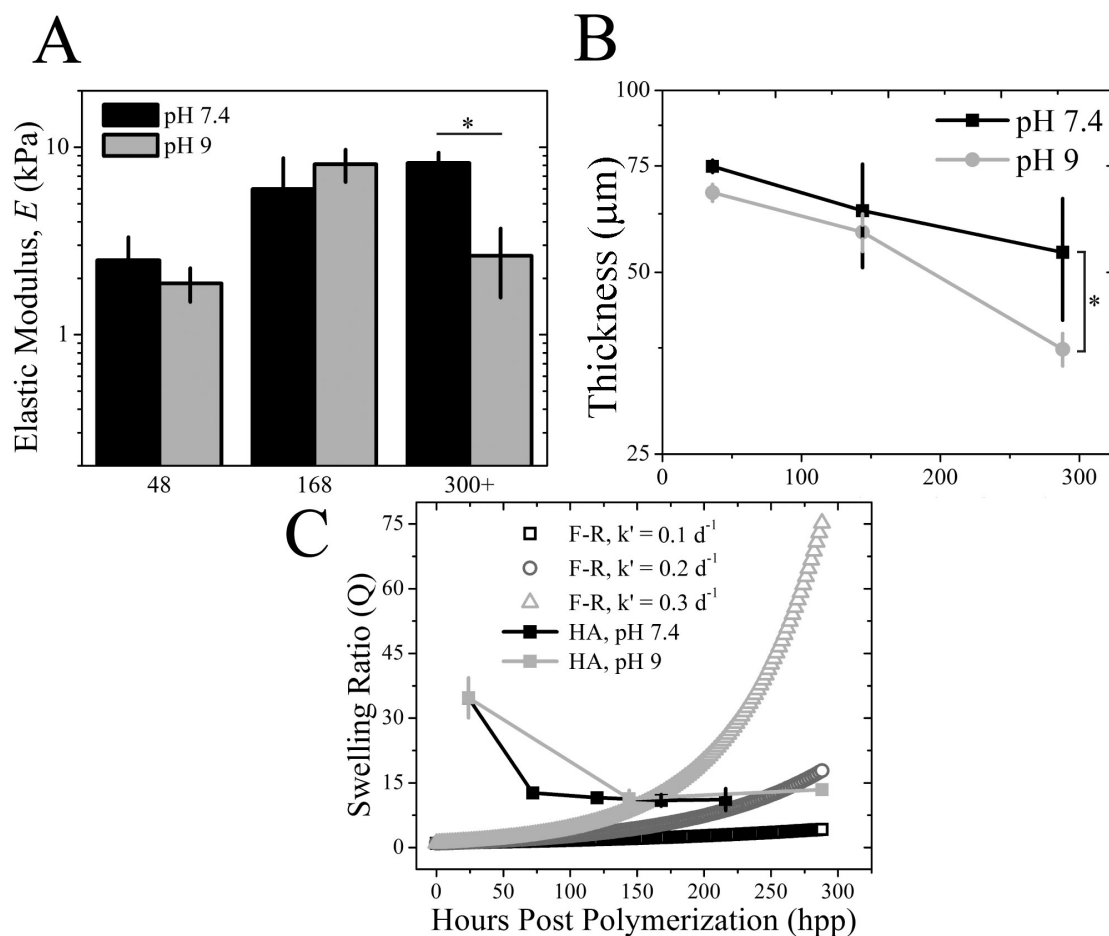 A
pH 7.4
pH 9
*
10
1
Elastic Modulus, E (kPa)
48
168
300+
B
100
75
50
25
Thickness (μm)
pH 7.4
pH 9
*
0
100
200
300
C
75
60
45
30
15
0
Swelling Ratio (Q)
F-R, k' = 0.1 d-1
F-R, k' = 0.2 d-1
F-R, k' = 0.3 d-1
HA, pH 7.4
HA, pH 9
0
50
100
150
200
250
300
Hours Post Polymerization (hpp)